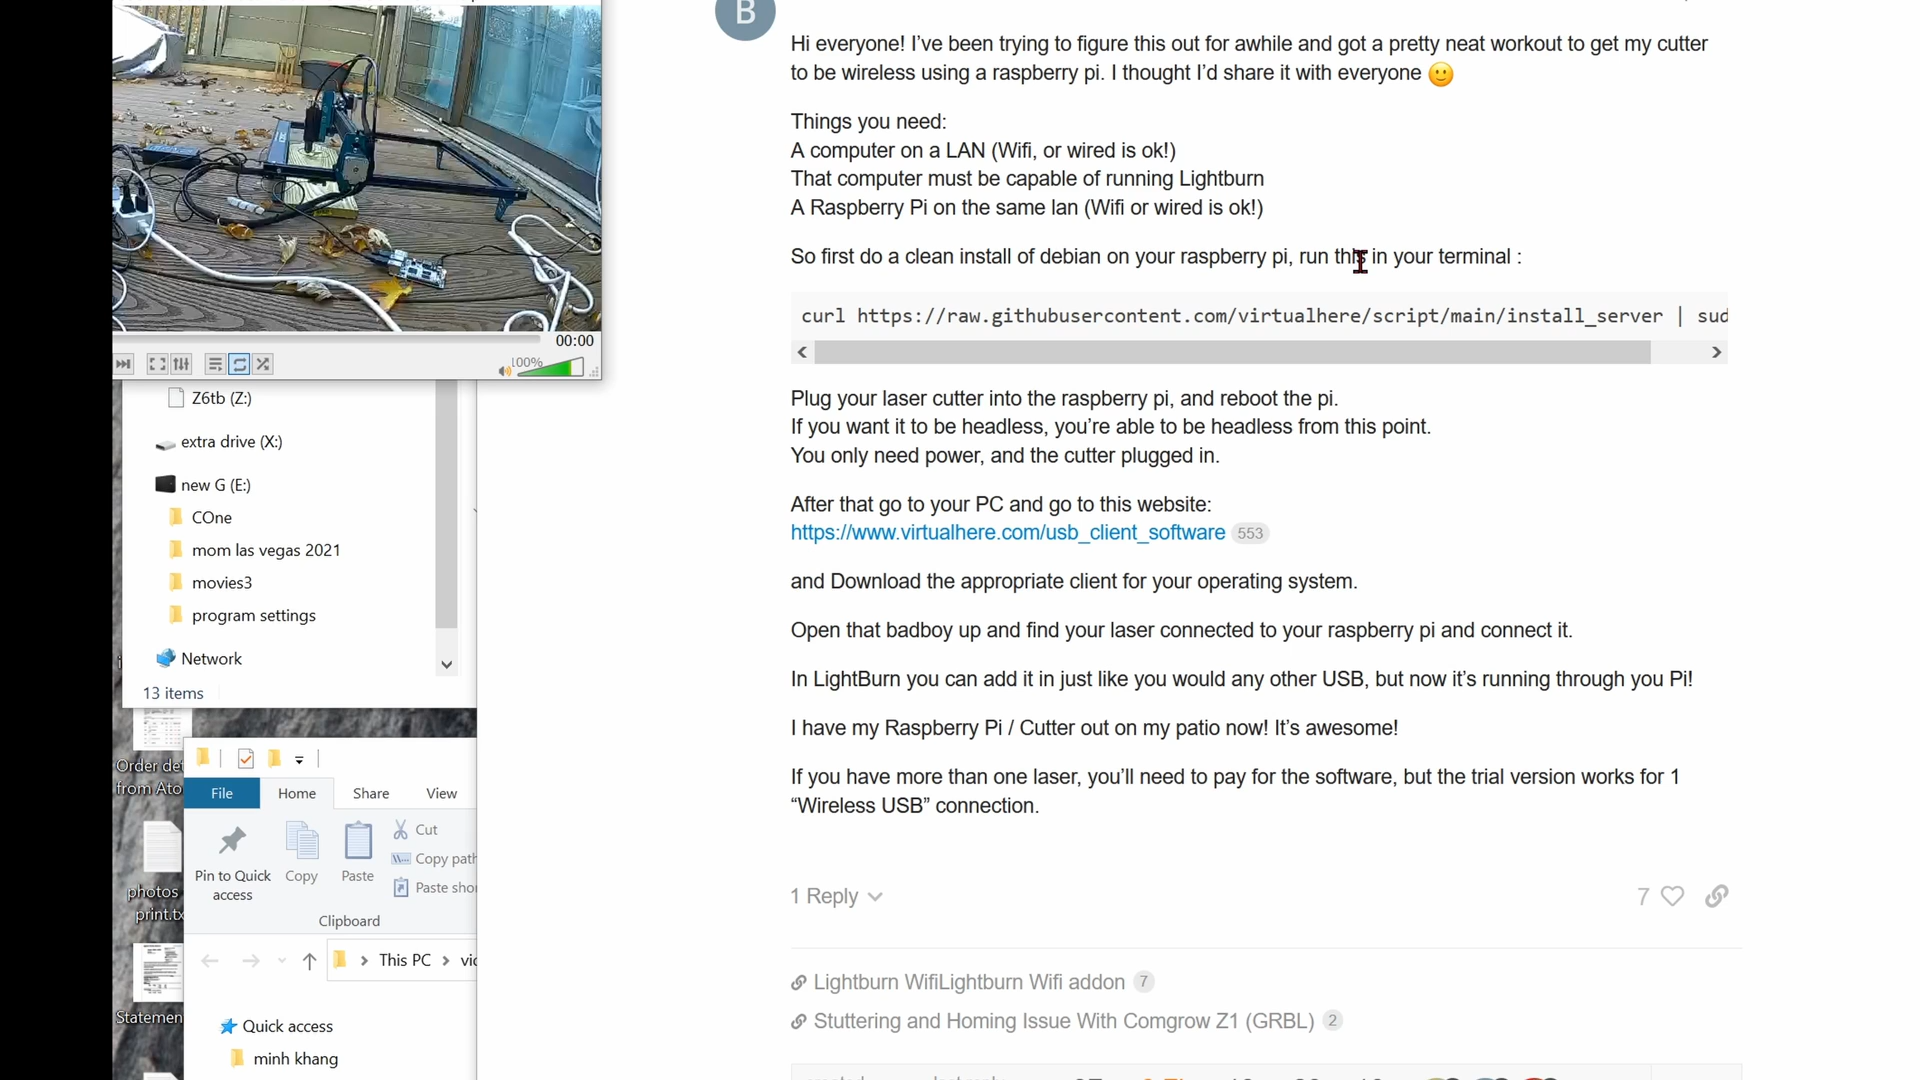 B
Hi everyone! I’ve been trying to figure this out for awhile and got a pretty neat workout to get my cutter
to be wireless using a raspberry pi. I thought I’d share it with everyone 🙂
Things you need:
A computer on a LAN (Wifi, or wired is ok!)
That computer must be capable of running Lightburn
A Raspberry Pi on the same lan (Wifi or wired is ok!)
So first do a clean install of debian on your raspberry pi, run this in your terminal :
curl https://raw.githubusercontent.com/virtualhere/script/main/install_server | sud
Plug your laser cutter into the raspberry pi, and reboot the pi.
If you want it to be headless, you’re able to be headless from this point.
You only need power, and the cutter plugged in.
After that go to your PC and go to this website:
https://www.virtualhere.com/usb_client_software 553
and Download the appropriate client for your operating system.
Open that badboy up and find your laser connected to your raspberry pi and connect it.
In LightBurn you can add it in just like you would any other USB, but now it’s running through you Pi!
I have my Raspberry Pi / Cutter out on my patio now! It’s awesome!
If you have more than one laser, you’ll need to pay for the software, but the trial version works for 1
“Wireless USB” connection.
1 Reply
7
Lightburn WifiLightburn Wifi addon 7
Stuttering and Homing Issue With Comgrow Z1 (GRBL) 2
00:00
100%
Z6tb (Z:)
extra drive (X:)
new G (E:)
COne
mom las vegas 2021
movies3
program settings
Network
13 items
Order de
from Ato
photos
print.tx
Statemen
File Home Share View
Pin to Quick
access
Copy
Paste
Cut
Copy path
Paste sho
Clipboard
This PC > vic
Quick access
minh khang